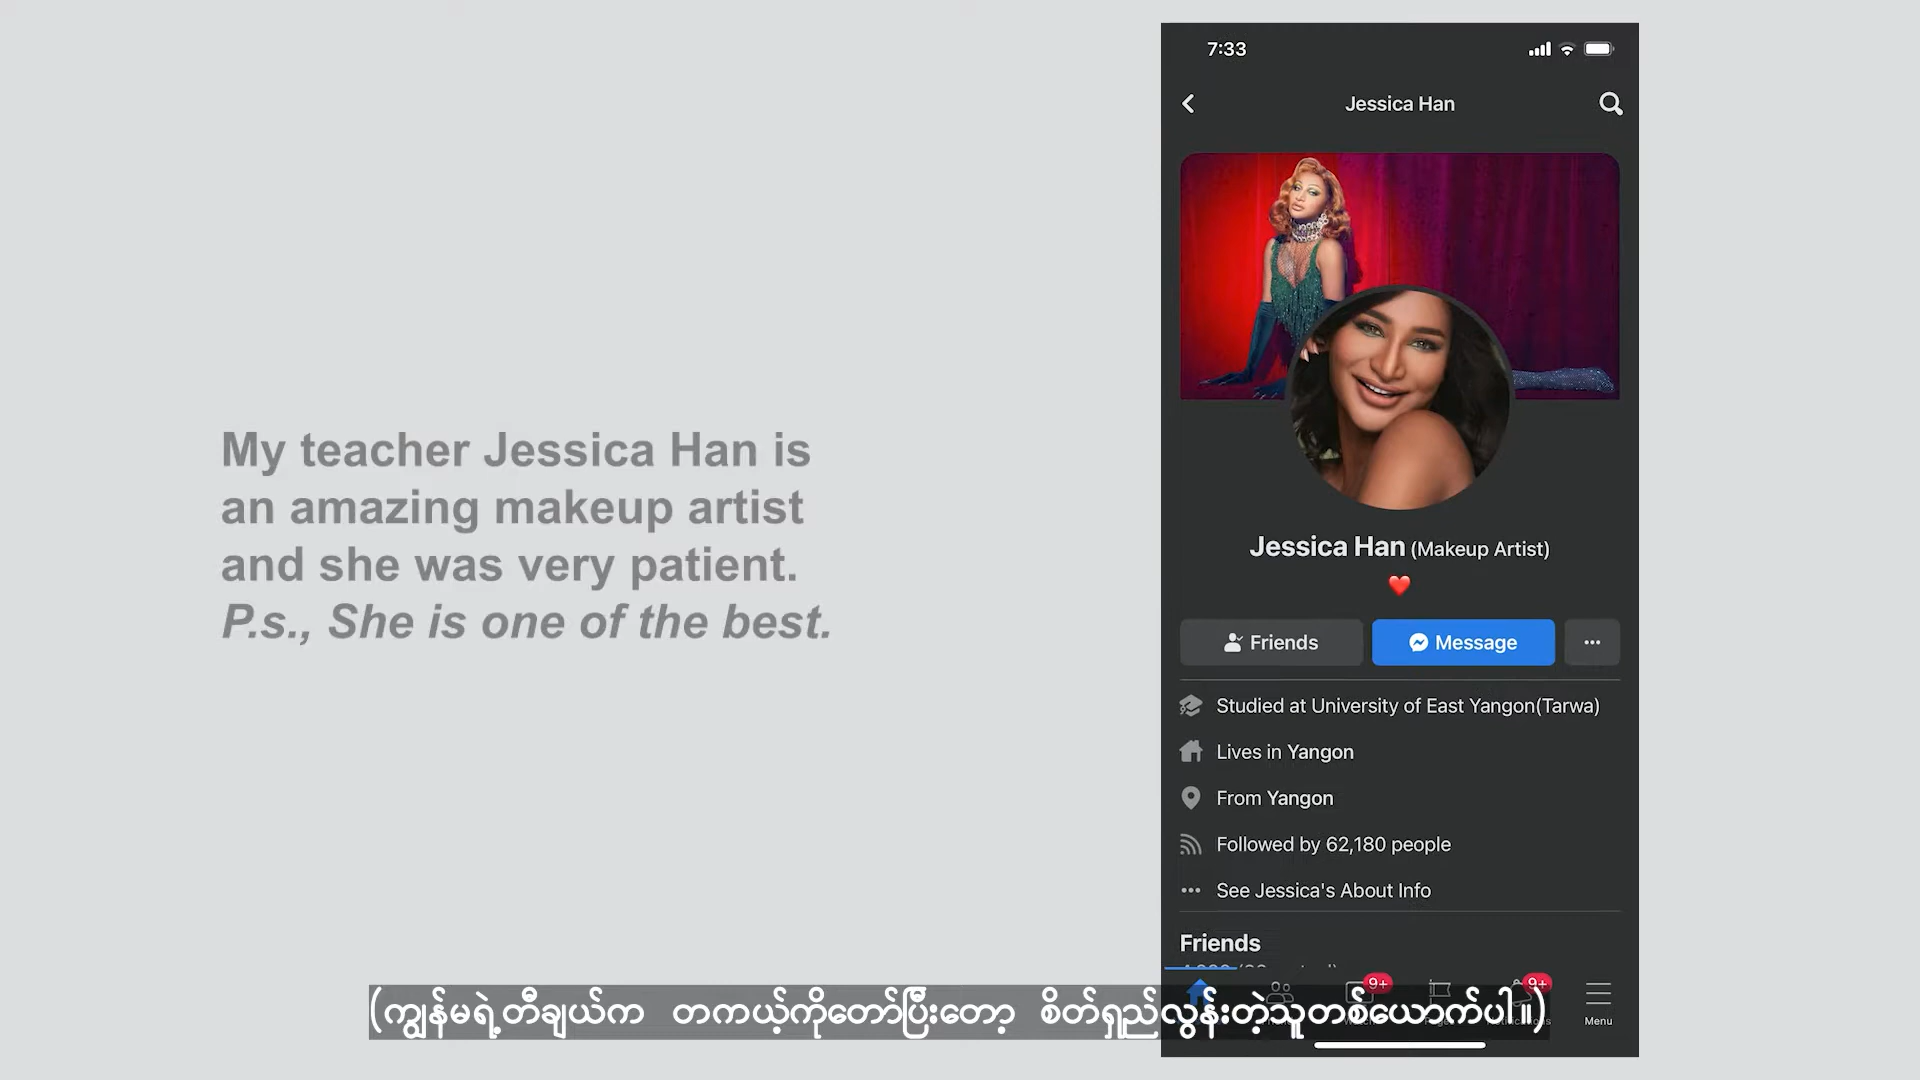 My teacher Jessica Han is
an amazing makeup artist
and she was very patient.
P.s., She is one of the best.
7:33
Jessica Han
Jessica Han (Makeup Artist)
Friends
Message
Studied at University of East Yangon(Tarwa)
Lives in Yangon
From Yangon
Followed by 62,180 people
See Jessica's About Info
Friends
9+
9+
Menu
(ကျွန်မရဲ့တီချယ်က တကယ့်ကိုတော်ပြီးတော့ စိတ်ရှည်လွန်းတဲ့သူတစ်ယောက်ပါ။)